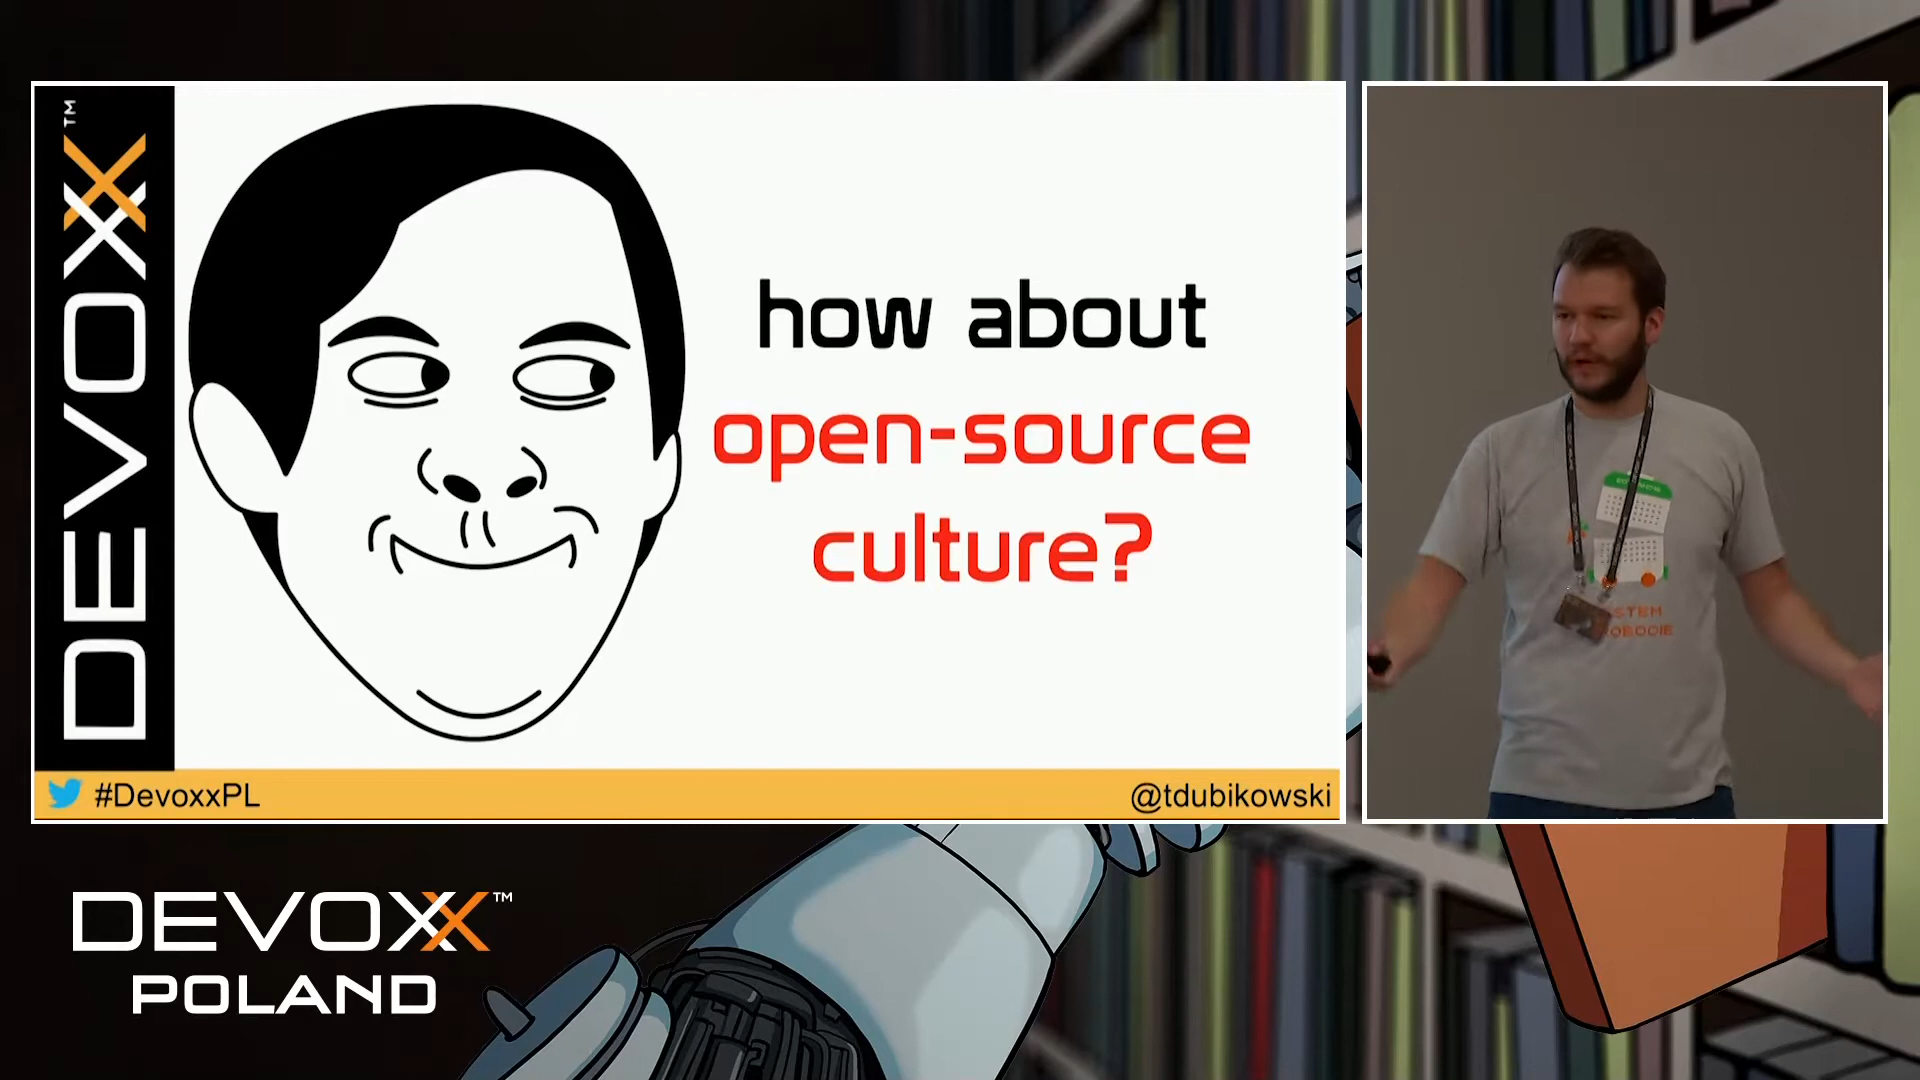 DEVOXX™
how about
open-source
culture?
#DevoxxPL
@tdubikowski
DEVOXX™
POLAND